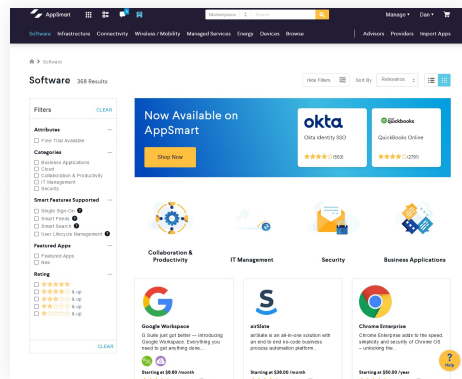 AppSmart
Marketplace
Search
Manage
Dan
Software Infrastructure Connectivity Wireless / Mobility Managed Services Energy Devices Browse
Advisors Providers Import Apps
Software
Software 368 Results
Hide Filters
Sort By
Relevance
Filters
CLEAR
Attributes
Free Trial Available
Categories
Business Applications
Cloud
Collaboration & Productivity
IT Management
Security
Smart Features Supported
Single Sign-On
Smart Feeds
Smart Search
User Lifecycle Management
Featured Apps
Featured Apps
New
Rating
& up
& up
& up
& up
CLEAR
Now Available on
AppSmart
Shop Now
okta
Okta Identity SSO
(553)
quickbooks
QuickBooks Online
(2791)
Collaboration &
Productivity
IT Management
Security
Business Applications
Google Workspace
G Suite just got better — introducing
Google Workspace. Everything you
need to get anything done,...
Starting at $6.60 /month
airSlate
airSlate is an all-in-one solution with
an end to end no-code business
process automation platform...
Starting at $38.00 /month
Chrome Enterprise
Chrome Enterprise adds to the speed,
simplicity and security of Chrome OS
– unlocking the...
Starting at $50.00 /year
?
Help